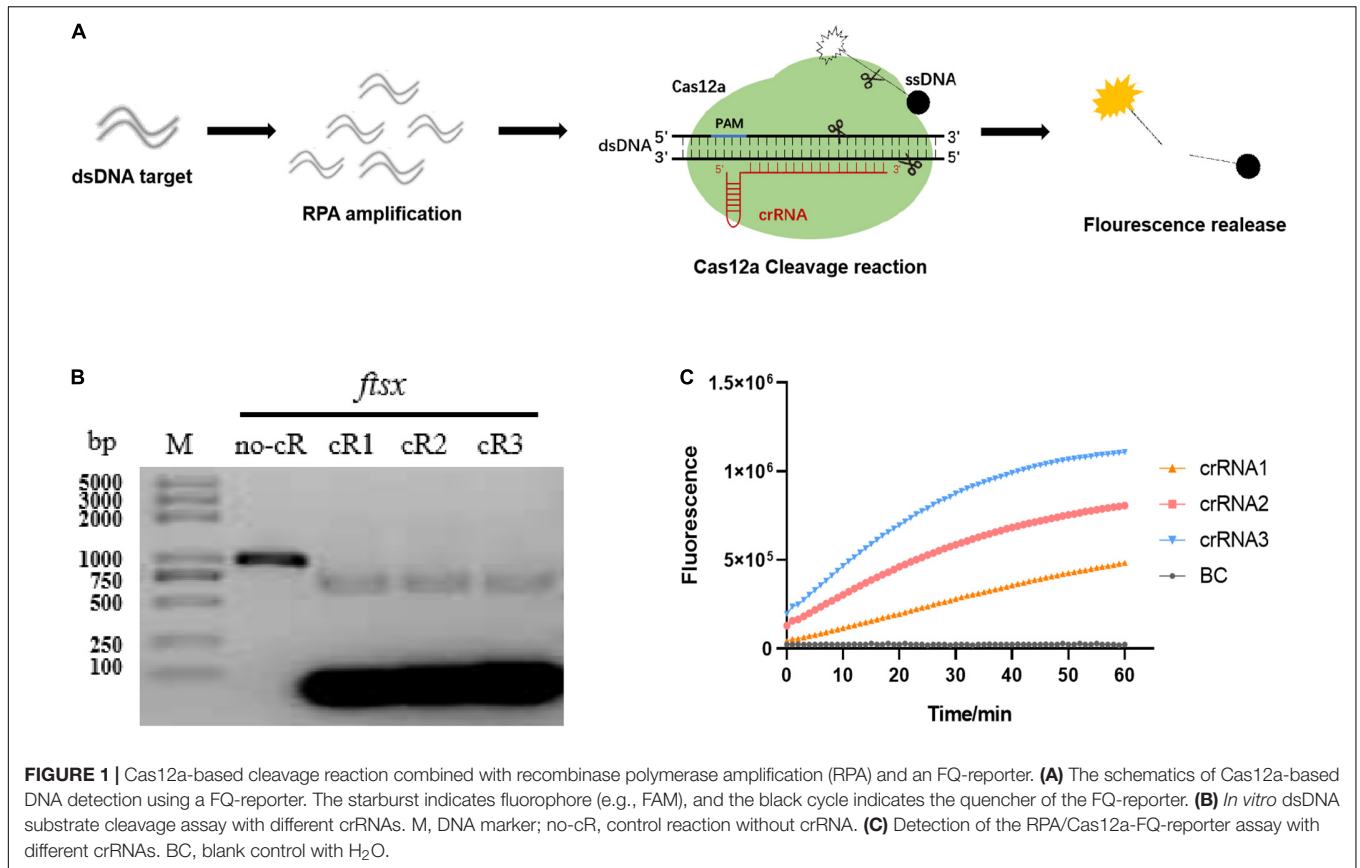 A
dsDNA target
RPA amplification
Cas12a
ssDNA
PAM
5' 3'
dsDNA
3' 5'
5' 3'
crRNA
Cas12a Cleavage reaction
Flourescence realease
B
ftsx
bp M no-cR cR1 cR2 cR3
5000
3000
2000
1000
750
500
250
100
C
1.5×10⁶
1×10⁶
5×10⁵
0
Fluorescence
0 10 20 30 40 50 60
Time/min
crRNA1
crRNA2
crRNA3
BC
FIGURE 1 | Cas12a-based cleavage reaction combined with recombinase polymerase amplification (RPA) and an FQ-reporter. (A) The schematics of Cas12a-based
DNA detection using a FQ-reporter. The starburst indicates fluorophore (e.g., FAM), and the black cycle indicates the quencher of the FQ-reporter. (B) In vitro dsDNA
substrate cleavage assay with different crRNAs. M, DNA marker; no-cR, control reaction without crRNA. (C) Detection of the RPA/Cas12a-FQ-reporter assay with
different crRNAs. BC, blank control with H₂O.